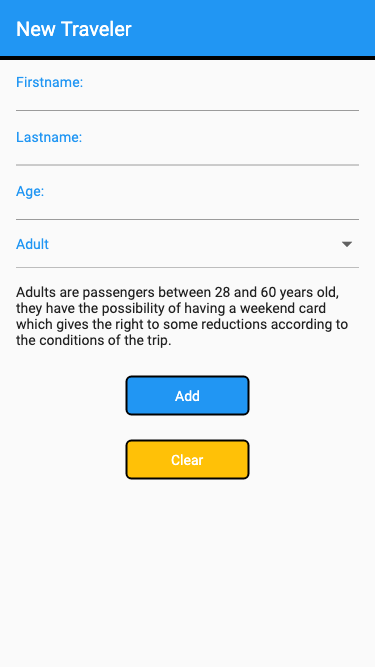 New Traveler
Firstname:
Lastname:
Age:
Adult
Adults are passengers between 28 and 60 years old,
they have the possibility of having a weekend card
which gives the right to some reductions according to
the conditions of the trip.
Add
Clear